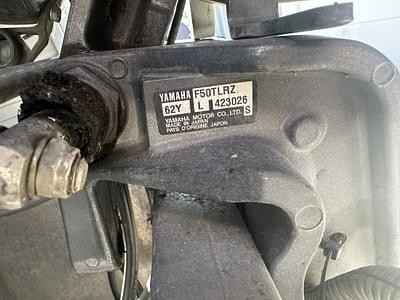 YAMAHA F50TLRZ
62Y L 423026 S
YAMAHA MOTOR CO.,LTD.
MADE IN JAPAN
PAYS D'ORIGINE JAPON